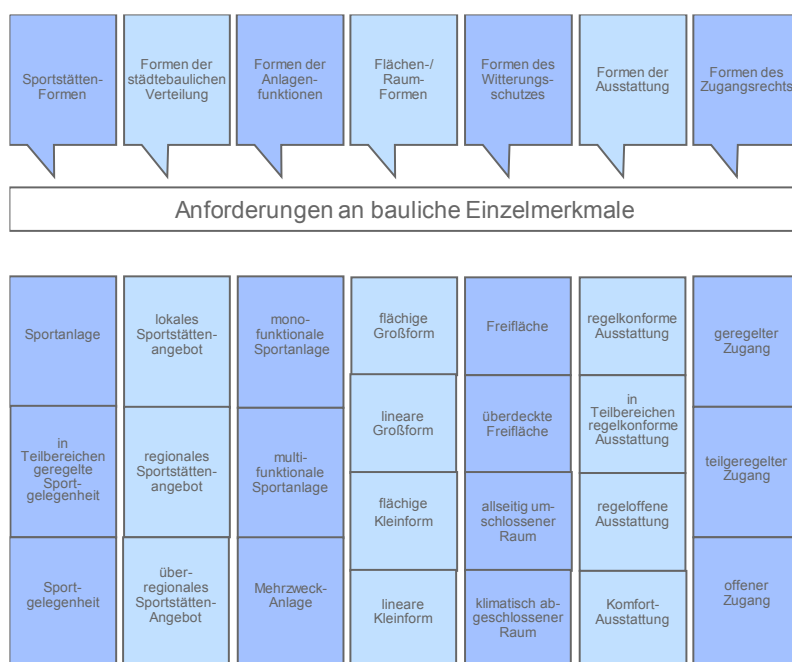 Sportstätten-
Formen
Formen der
städtebaulichen
Verteilung
Formen der
Anlagen-
funktionen
Flächen-/
Raum-
Formen
Formen des
Witterungs-
schutzes
Formen der
Ausstattung
Formen des
Zugangsrechts
Anforderungen an bauliche Einzelmerkmale
Sportanlage
in
Teilbereichen
geregelte
Sport-
gelegenheit
Sport-
gelegenheit
lokales
Sportstätten-
angebot
regionales
Sportstätten-
angebot
über-
regionales
Sportstätten-
Angebot
mono-
funktionale
Sportanlage
multi-
funktionale
Sportanlage
Mehrzweck-
Anlage
flächige
Großform
lineare
Großform
flächige
Kleinform
lineare
Kleinform
Freifläche
überdeckte
Freifläche
allseitig um-
schlossener
Raum
klimatisch ab-
geschlossener
Raum
regelkonforme
Ausstattung
in
Teilbereichen
regelkonforme
Ausstattung
regeloffene
Ausstattung
Komfort-
Ausstattung
geregelter
Zugang
teilgeregelter
Zugang
offener
Zugang